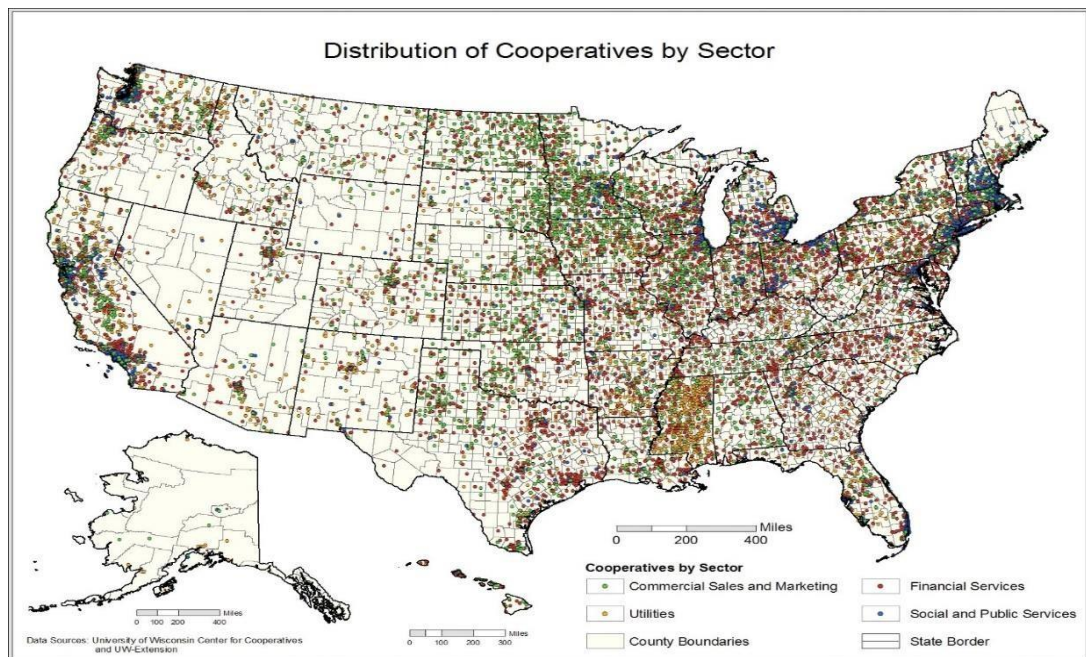 Distribution of Cooperatives by Sector
Miles
0 200 400
Cooperatives by Sector
Commercial Sales and Marketing
Financial Services
Utilities
Social and Public Services
County Boundaries
State Border
Miles
0 100 200 400
Miles
0 50 100 200 300
Data Sources: University of Wisconsin Center for Cooperatives
and UW-Extension